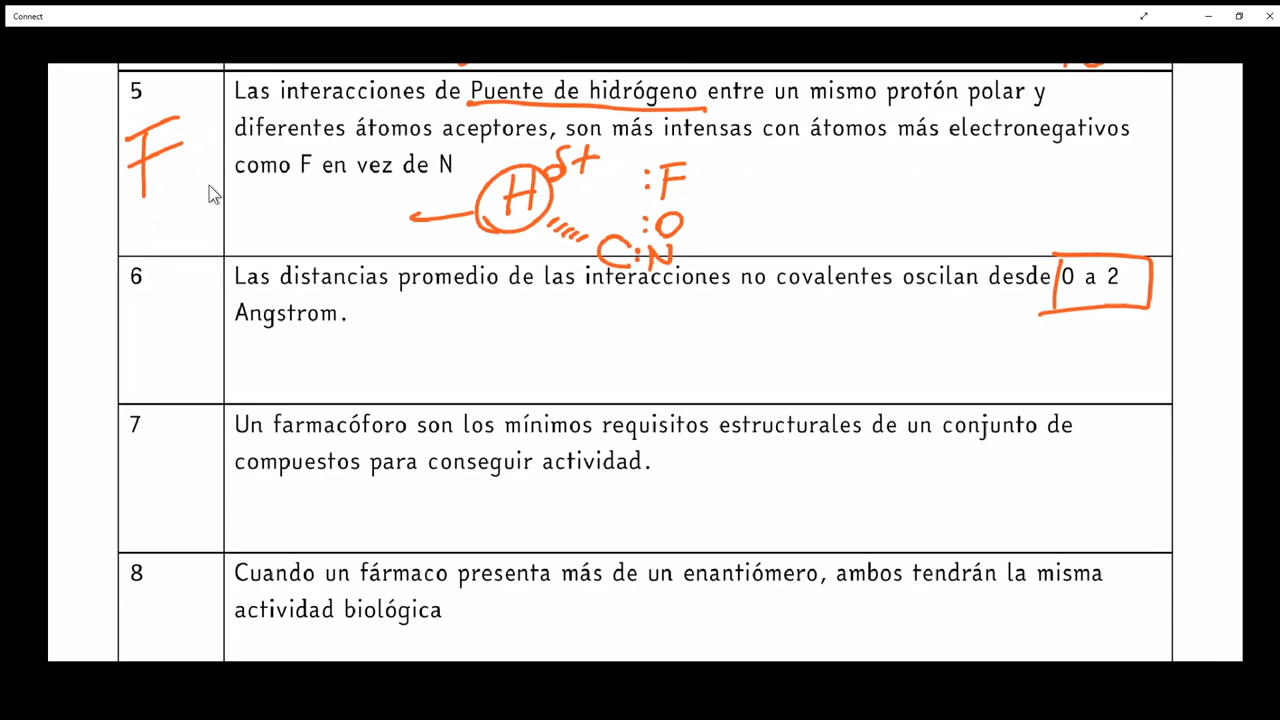 Connect
5
Las interacciones de Puente de hidrógeno entre un mismo protón polar y
diferentes átomos aceptores, son más intensas con átomos más electronegativos
como F en vez de N
F
H δ+
:F
:O
C :N
6
Las distancias promedio de las interacciones no covalentes oscilan desde 0 a 2
Angstrom.
7
Un farmacóforo son los mínimos requisitos estructurales de un conjunto de
compuestos para conseguir actividad.
8
Cuando un fármaco presenta más de un enantiómero, ambos tendrán la misma
actividad biológica